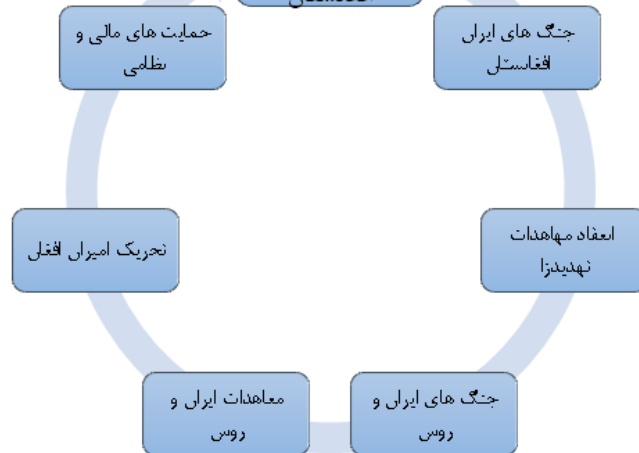 جنگ های ایران
افغانستان
انعقاد مهاهدات
تهدیدزا
جنگ های ایران و
روس
معاهدات ایران و
روس
تحریک امیران افغان
حمایت های مالی و
نظامی